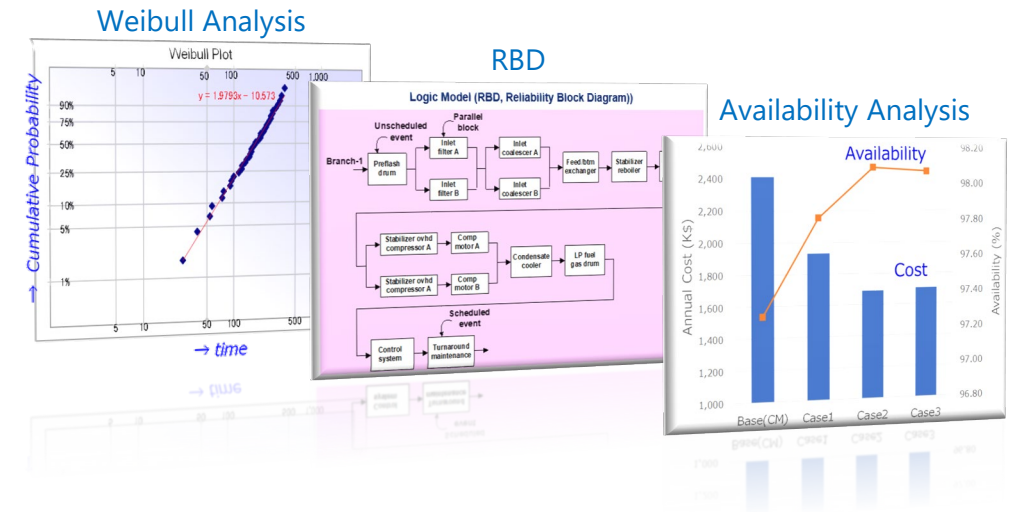 Weibull Analysis
RBD
Availability Analysis
Weibull Plot
5 10 50 100 500 1,000
y = 1.9793x - 10.573
90%
75%
50%
25%
10%
5%
1%
→ Cumulative Probability
5 10 50 100 500
→ time
Logic Model (RBD, Reliability Block Diagram))
Unscheduled
event
Parallel
block
Branch-1
Preflash
drum
Inlet
filter A
Inlet
filter B
Inlet
coalescer A
Inlet
coalescer B
Feed/btm
exchanger
Stabilizer
reboiler
Stabilizer ovhd
compressor A
Comp
motor A
Stabilizer ovhd
compressor A
Comp
motor B
Condensate
cooler
LP fuel
gas drum
Scheduled
event
Control
system
Turnaround
maintenance
2,600
2,400
2,200
2,000
1,800
1,600
1,400
1,200
1,000
Annual Cost (K$)
Availability
Cost
98.20
98.00
97.80
97.60
97.40
97.20
97.00
96.80
Availability (%)
Base(CM) Case1 Case2 Case3